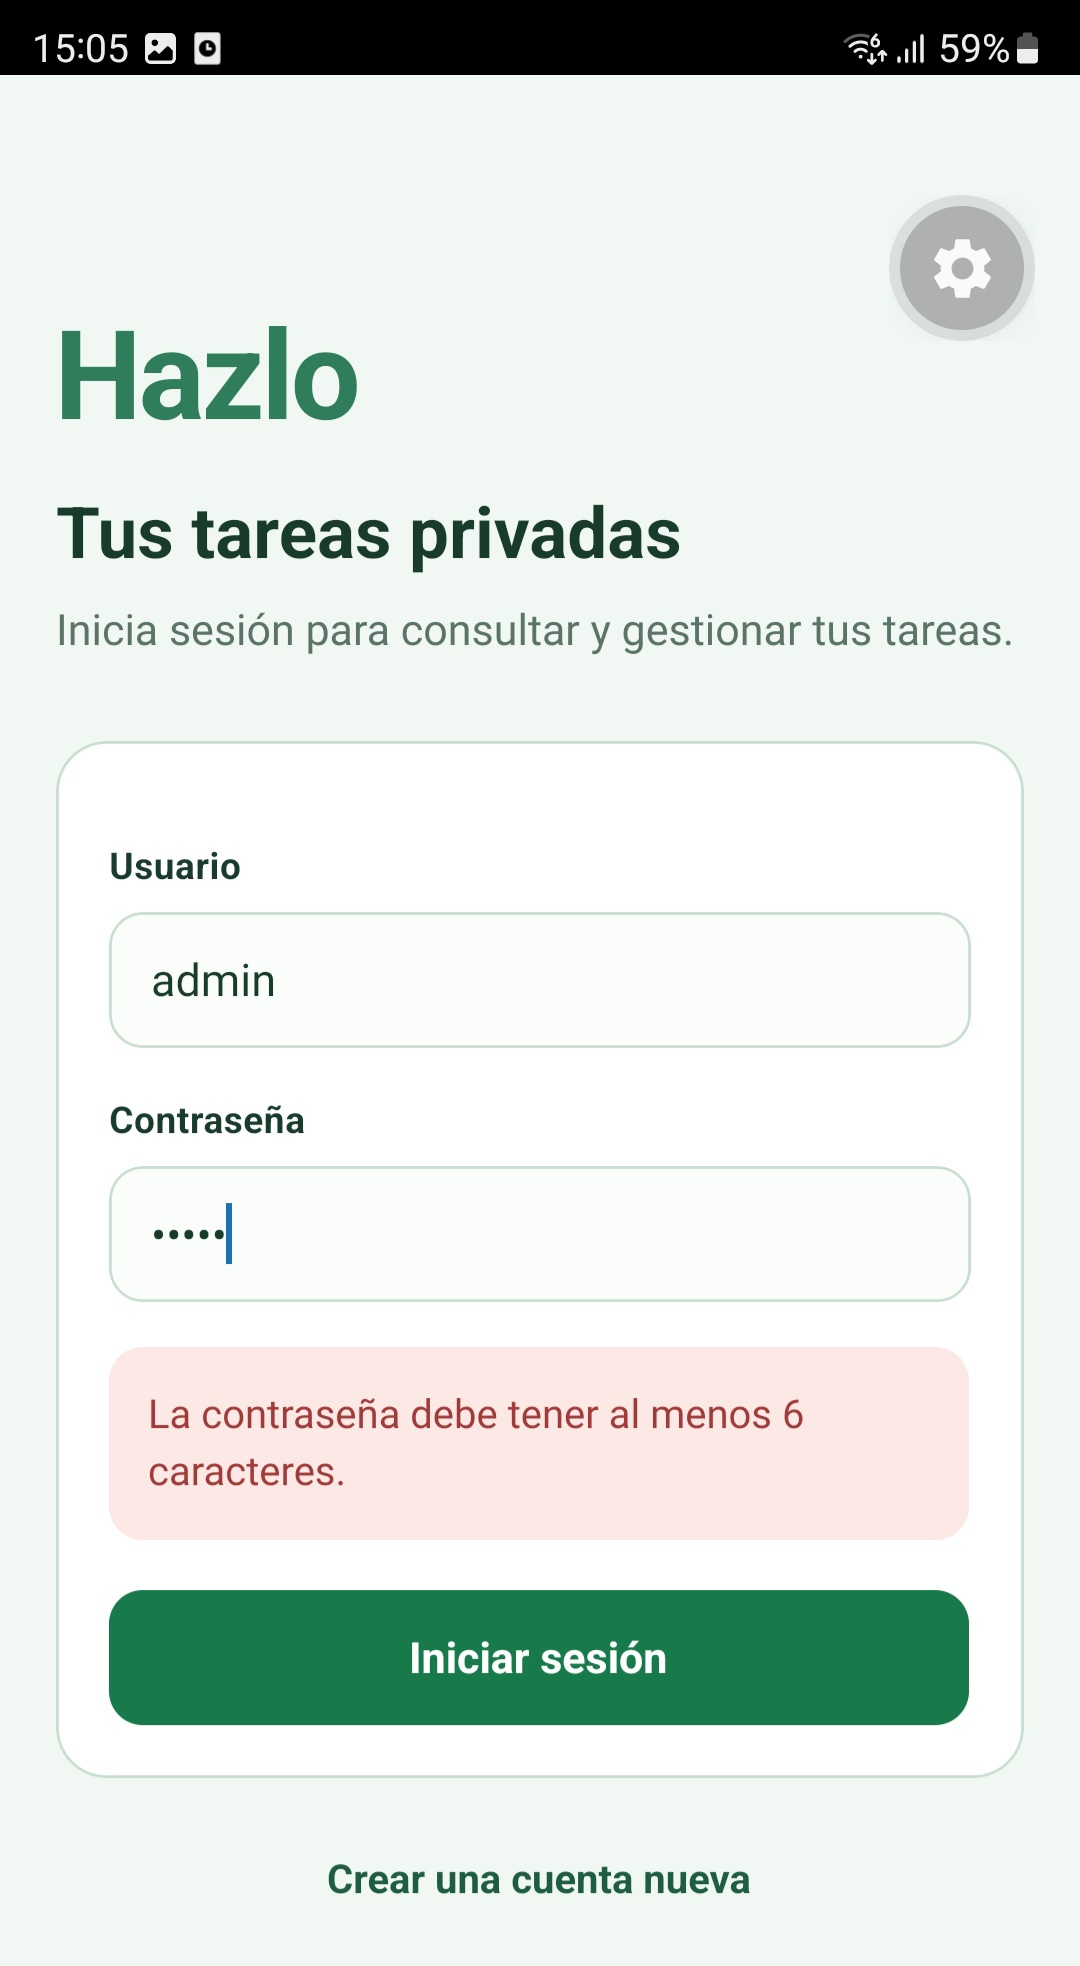 15:05
59%
Hazlo
Tus tareas privadas
Inicia sesión para consultar y gestionar tus tareas.
Usuario
admin
Contraseña
•••••
La contraseña debe tener al menos 6
caracteres.
Iniciar sesión
Crear una cuenta nueva